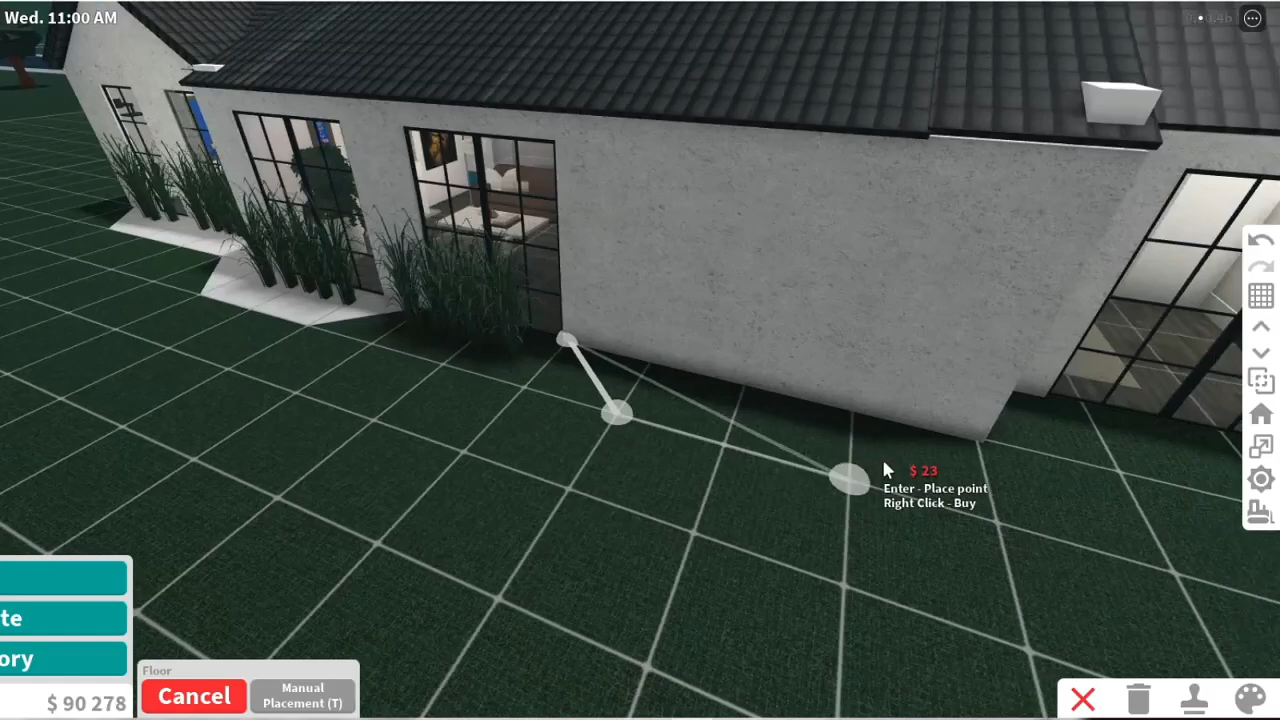 Wed. 11:00 AM
$ 23
Enter - Place point
Right Click - Buy
te
ory
$ 90 278
Floor
Cancel
Manual
Placement (T)